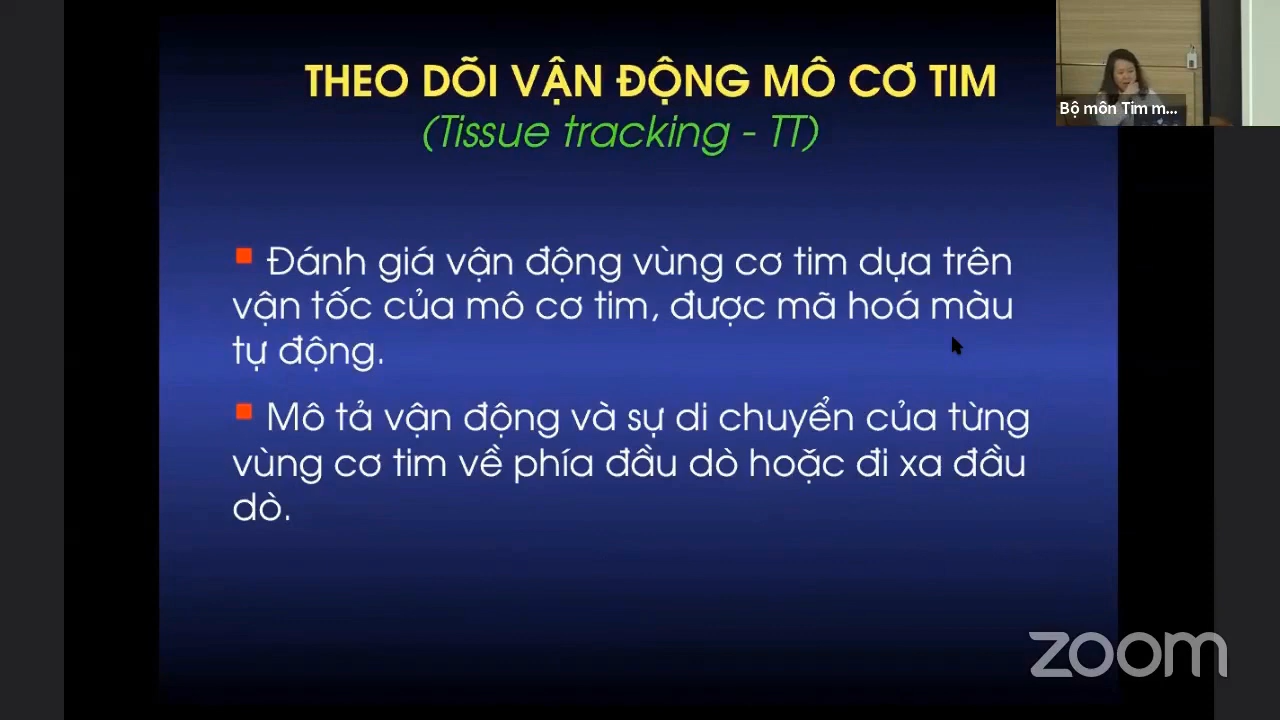 THEO DÕI VẬN ĐỘNG MÔ CƠ TIM
(Tissue tracking - TT)
Bộ môn Tim m...
Đánh giá vận động vùng cơ tim dựa trên
vận tốc của mô cơ tim, được mã hoá màu
tự động.
Mô tả vận động và sự di chuyển của từng
vùng cơ tim về phía đầu dò hoặc đi xa đầu
dò.
zoom